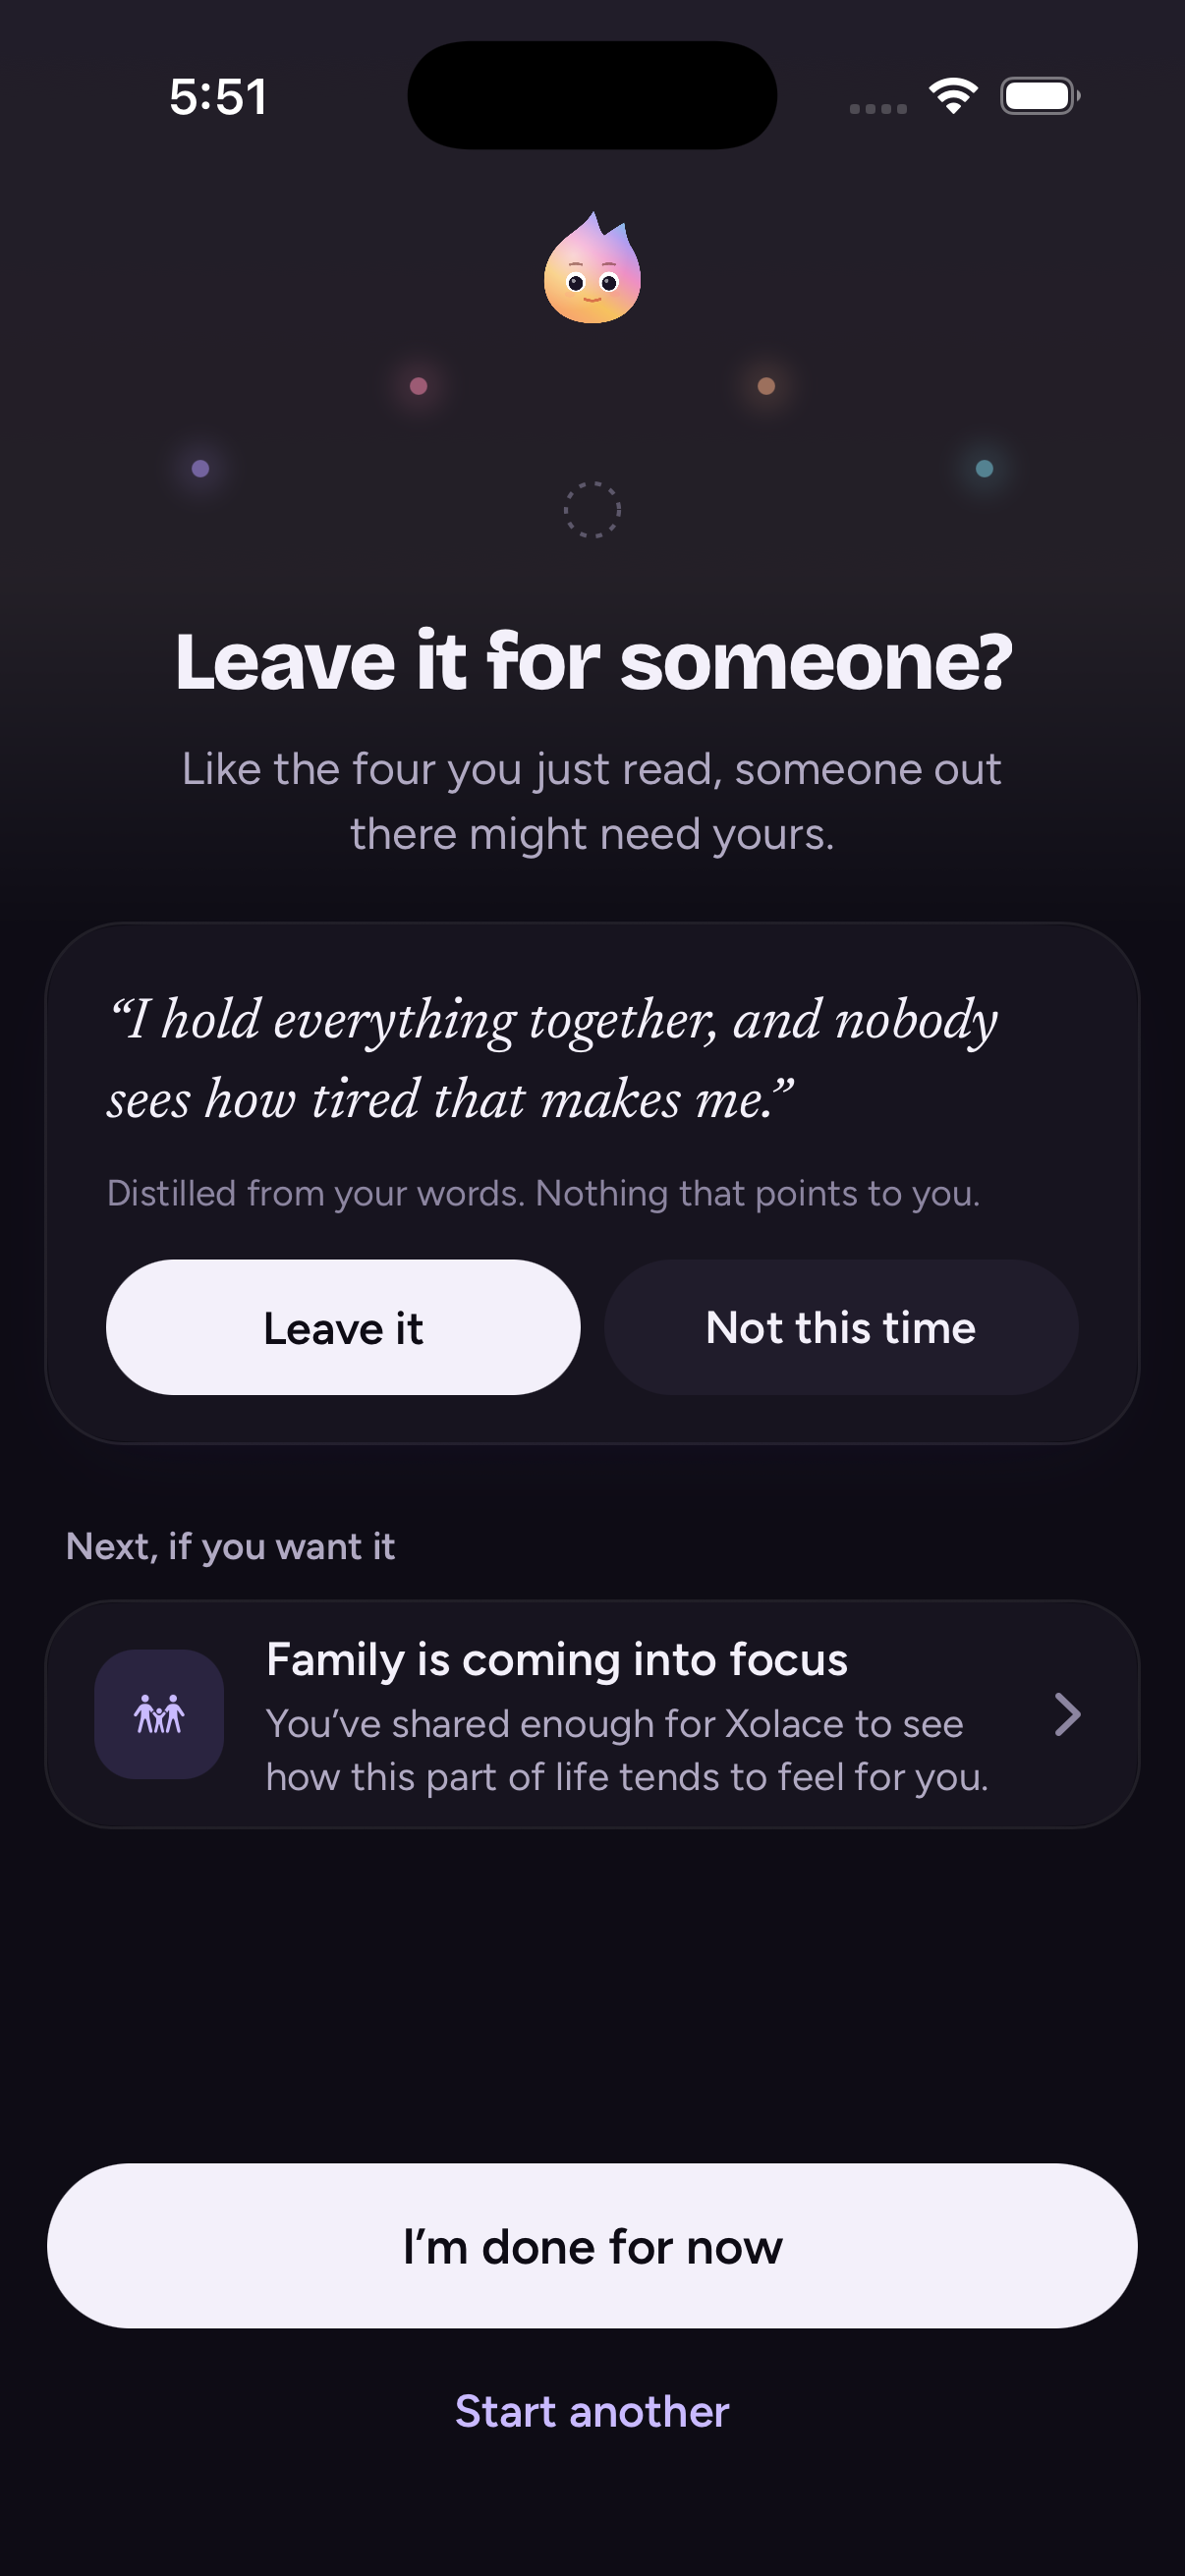 5:51
Leave it for someone?
Like the four you just read, someone out
there might need yours.
“I hold everything together, and nobody
sees how tired that makes me.”
Distilled from your words. Nothing that points to you.
Leave it
Not this time
Next, if you want it
Family is coming into focus
You’ve shared enough for Xolace to see
how this part of life tends to feel for you.
I’m done for now
Start another